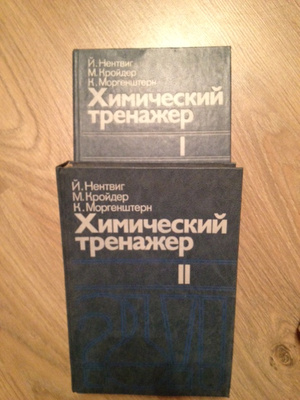 Й. Нентвиг
М. Кройдер
К. Моргенштерн
Химический
тренажер
I
Й. Нентвиг
М. Кройдер
К. Моргенштерн
Химический
тренажер
II